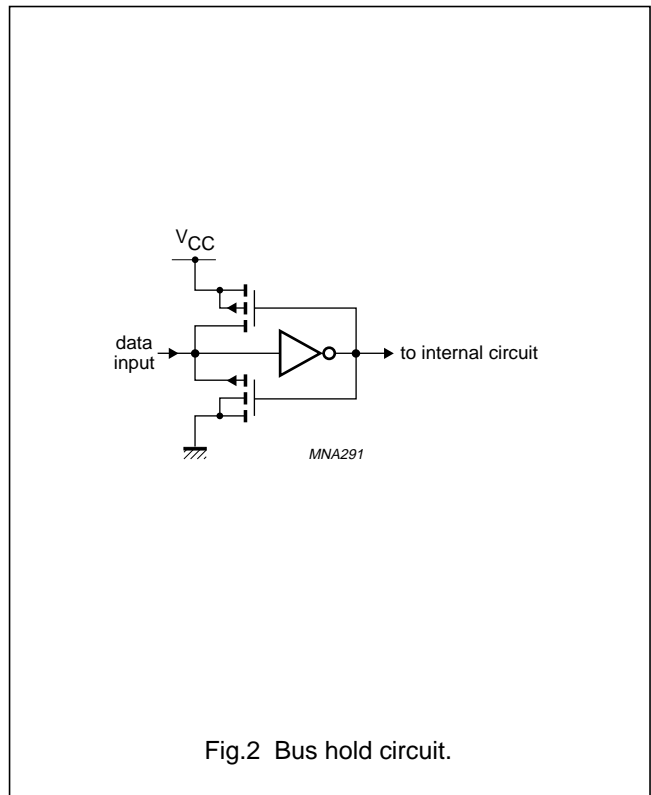 VCC
data
input
to internal circuit
MNA291
Fig.2 Bus hold circuit.